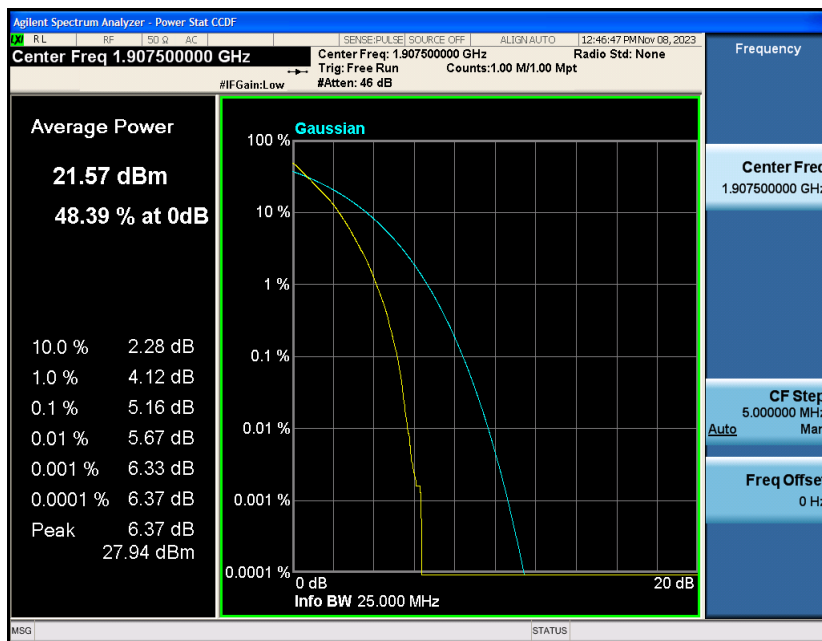 Agilent Spectrum Analyzer - Power Stat CCDF
LXI RL RF 50 Ω AC SENSE:PULSE SOURCE OFF ALIGN AUTO 12:46:47 PM Nov 08, 2023
Center Freq 1.907500000 GHz
Center Freq: 1.907500000 GHz Radio Std: None
Trig: Free Run Counts:1.00 M/1.00 Mpt
#IFGain:Low #Atten: 46 dB
Average Power
21.57 dBm
48.39 % at 0dB
10.0 % 2.28 dB
1.0 % 4.12 dB
0.1 % 5.16 dB
0.01 % 5.67 dB
0.001 % 6.33 dB
0.0001 % 6.37 dB
Peak 6.37 dB
27.94 dBm
Gaussian
100 %
10 %
1 %
0.1 %
0.01 %
0.001 %
0.0001 %
0 dB 20 dB
Info BW 25.000 MHz
Frequency
Center Freq
1.907500000 GHz
CF Step
5.000000 MHz
Auto Man
Freq Offset
0 Hz
MSG STATUS